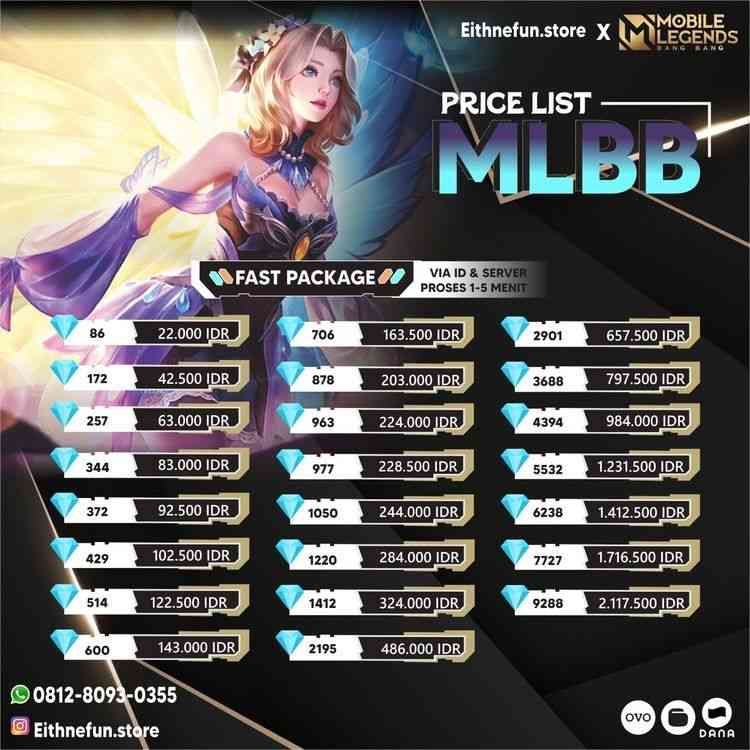 Eithnefun.store X MOBILE LEGENDS
BANG BANG
PRICE LIST
MLBB
FAST PACKAGE
VIA ID & SERVER
PROSES 1-5 MENIT
86 22.000 IDR
172 42.500 IDR
257 63.000 IDR
344 83.000 IDR
372 92.500 IDR
429 102.500 IDR
514 122.500 IDR
600 143.000 IDR
706 163.500 IDR
878 203.000 IDR
963 224.000 IDR
977 228.500 IDR
1050 244.000 IDR
1220 284.000 IDR
1412 324.000 IDR
2195 486.000 IDR
2901 657.500 IDR
3688 797.500 IDR
4394 984.000 IDR
5532 1.231.500 IDR
6238 1.412.500 IDR
7727 1.716.500 IDR
9288 2.117.500 IDR
0812-8093-0355
Eithnefun.store
OVO
DANA